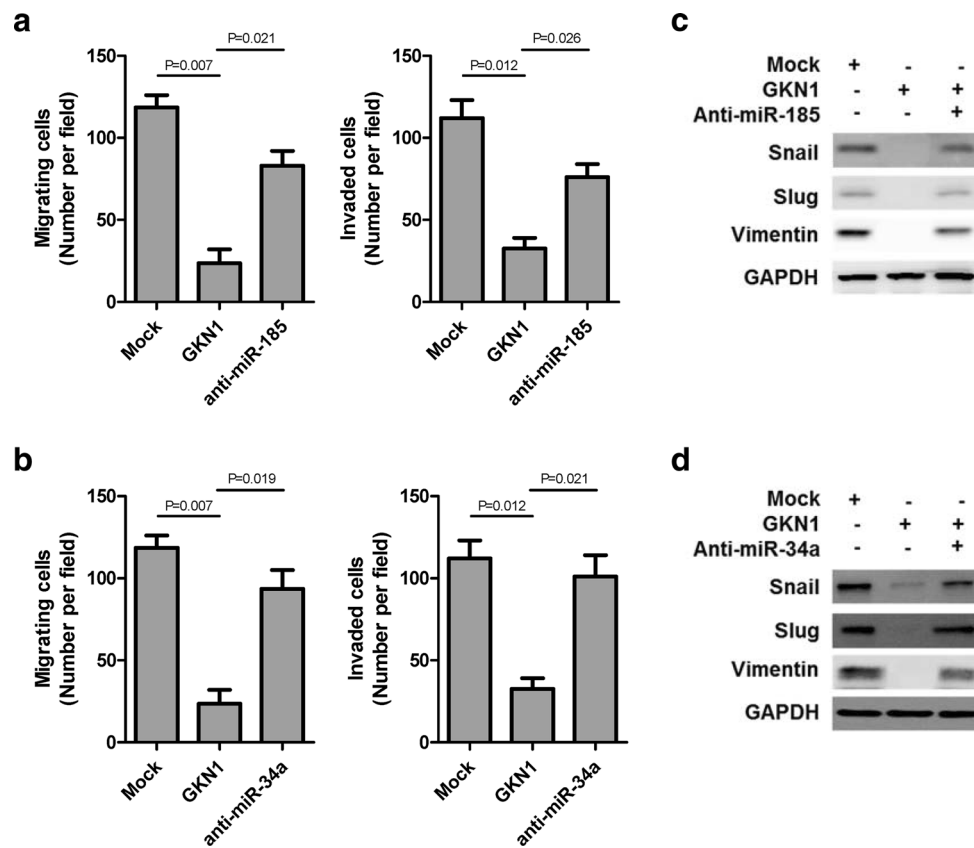 a
P=0.021
P=0.007
150
100
50
0
Migrating cells
(Number per field)
Mock
GKN1
anti-miR-185
P=0.026
P=0.012
150
100
50
0
Invaded cells
(Number per field)
Mock
GKN1
anti-miR-185
c
Mock + - -
GKN1 - + +
Anti-miR-185 - - +
Snail
Slug
Vimentin
GAPDH
b
P=0.019
P=0.007
150
100
50
0
Migrating cells
(Number per field)
Mock
GKN1
anti-miR-34a
P=0.021
P=0.012
150
100
50
0
Invaded cells
(Number per field)
Mock
GKN1
anti-miR-34a
d
Mock + - -
GKN1 - + +
Anti-miR-34a - - +
Snail
Slug
Vimentin
GAPDH